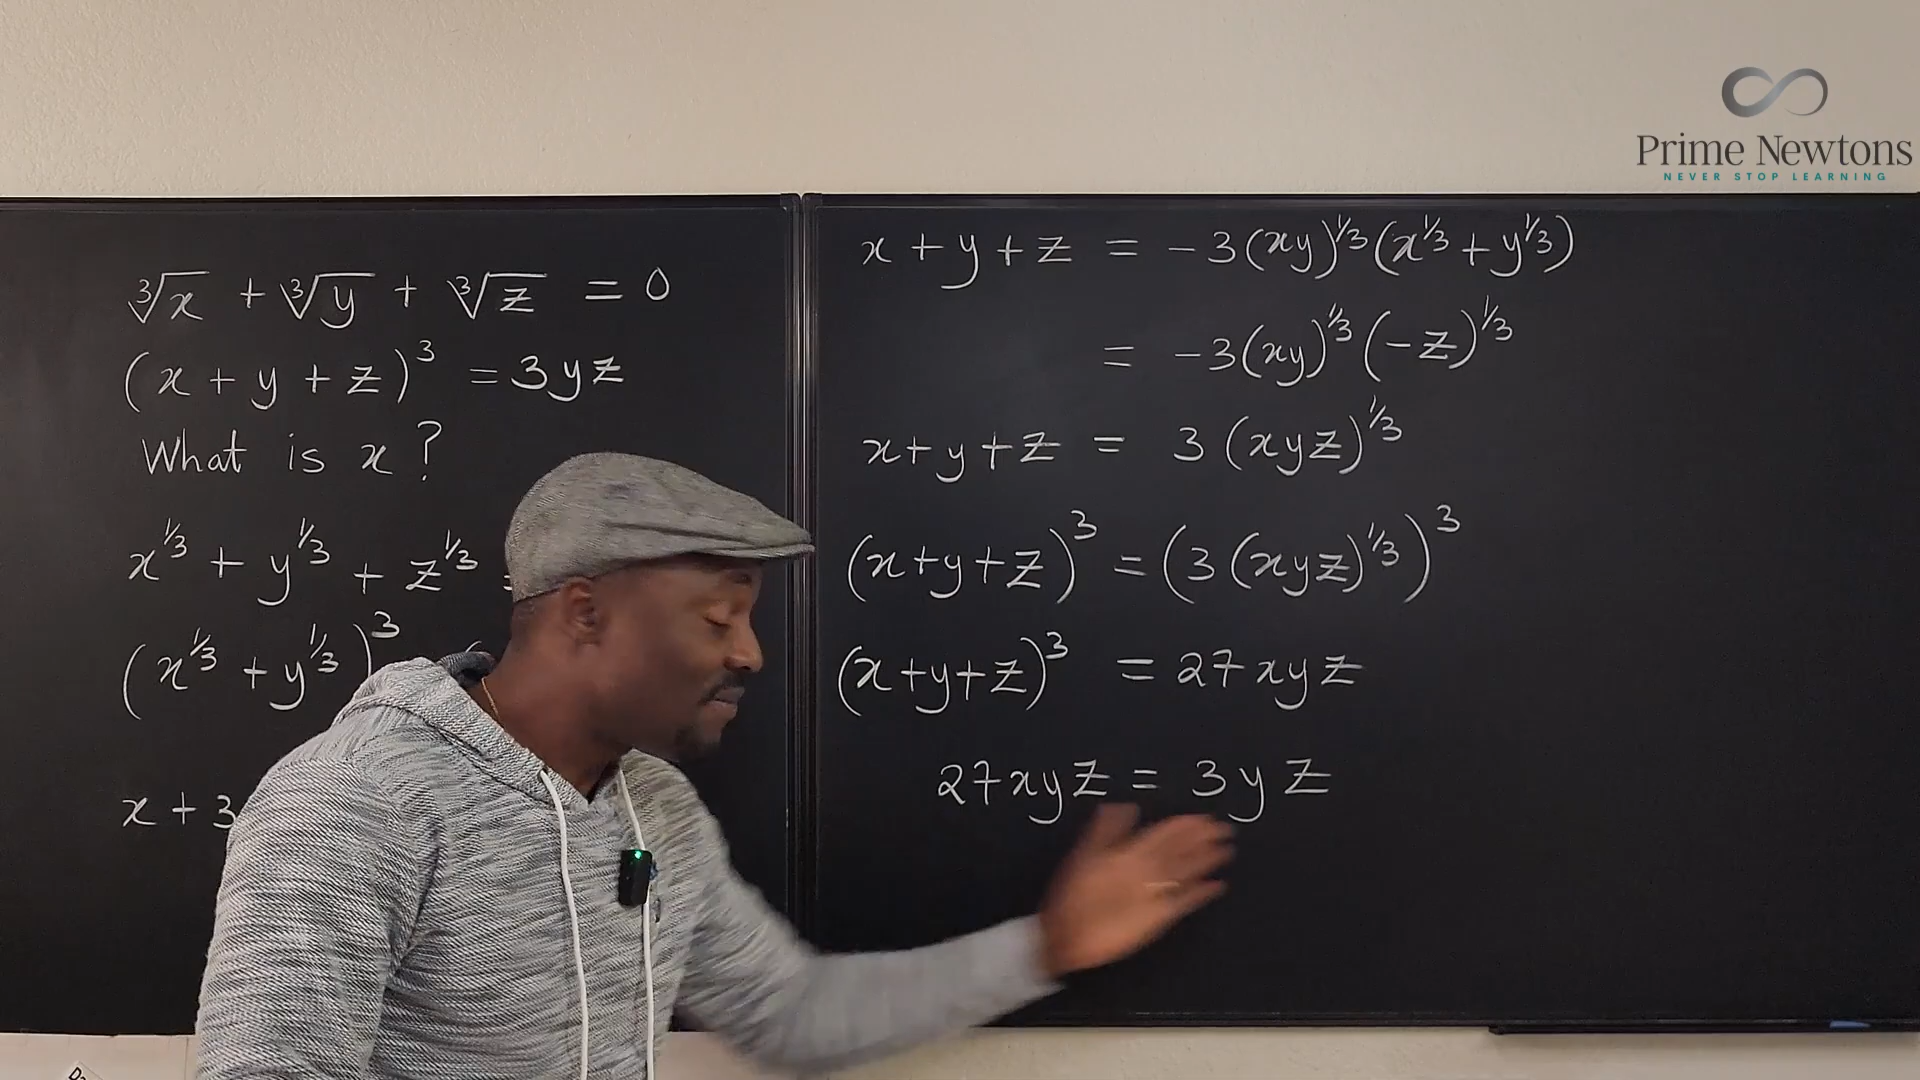 Prime Newtons
NEVER STOP LEARNING
∛x + ∛y + ∛z = 0
(x + y + z)³ = 3yz
What is x?
x^⅓ + y^⅓ + z^⅓
(x^⅓ + y^⅓)³ (
x + 3
x + y + z = -3(xy)^⅓(x^⅓ + y^⅓)
= -3(xy)^⅓(-z)^⅓
x+y+z = 3(xyz)^⅓
(x+y+z)³ = (3(xyz)^⅓)³
(x+y+z)³ = 27xyz
27xyz = 3yz